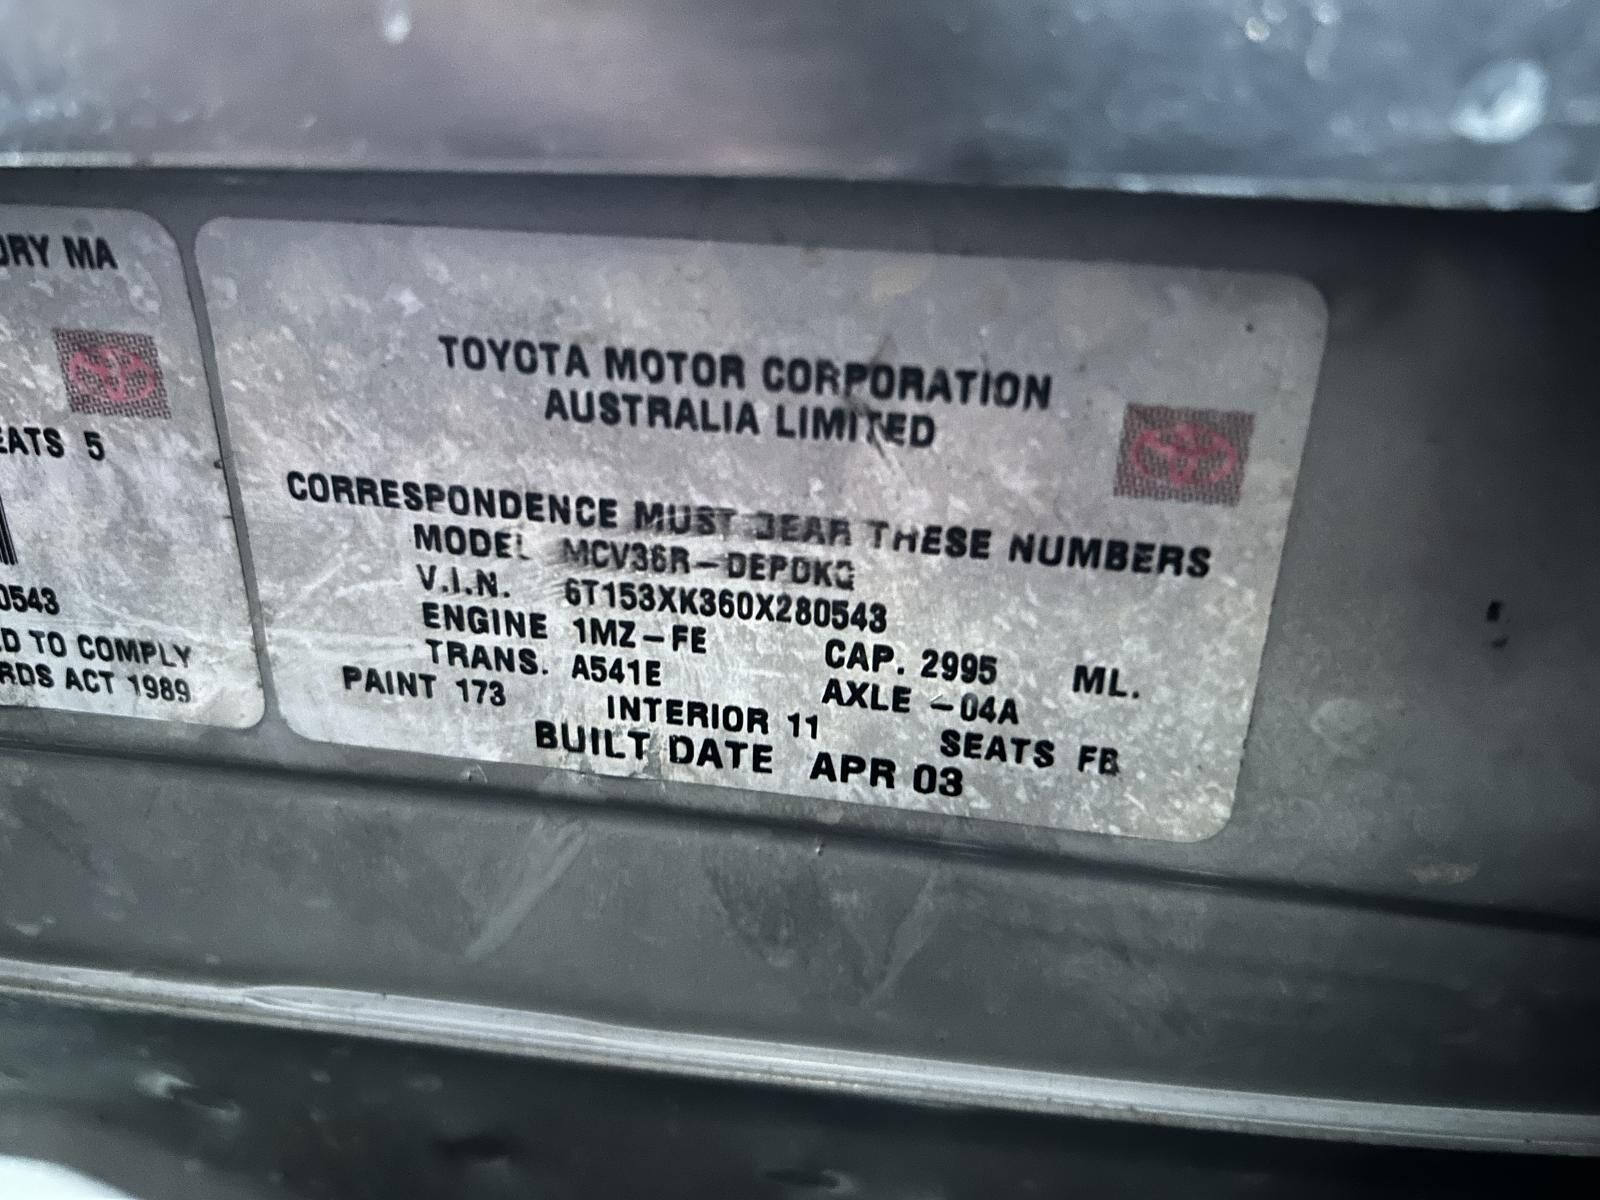 ORY MA
EATS 5
0543
D TO COMPLY
RDS ACT 1989
TOYOTA MOTOR CORPORATION
AUSTRALIA LIMITED
CORRESPONDENCE MUST BEAR THESE NUMBERS
MODEL MCV36R-DEPDKQ
V.I.N. 6T153XK360X280543
ENGINE 1MZ-FE CAP. 2995 ML.
TRANS. A541E AXLE -04A
PAINT 173 INTERIOR 11 SEATS FB
BUILT DATE APR 03